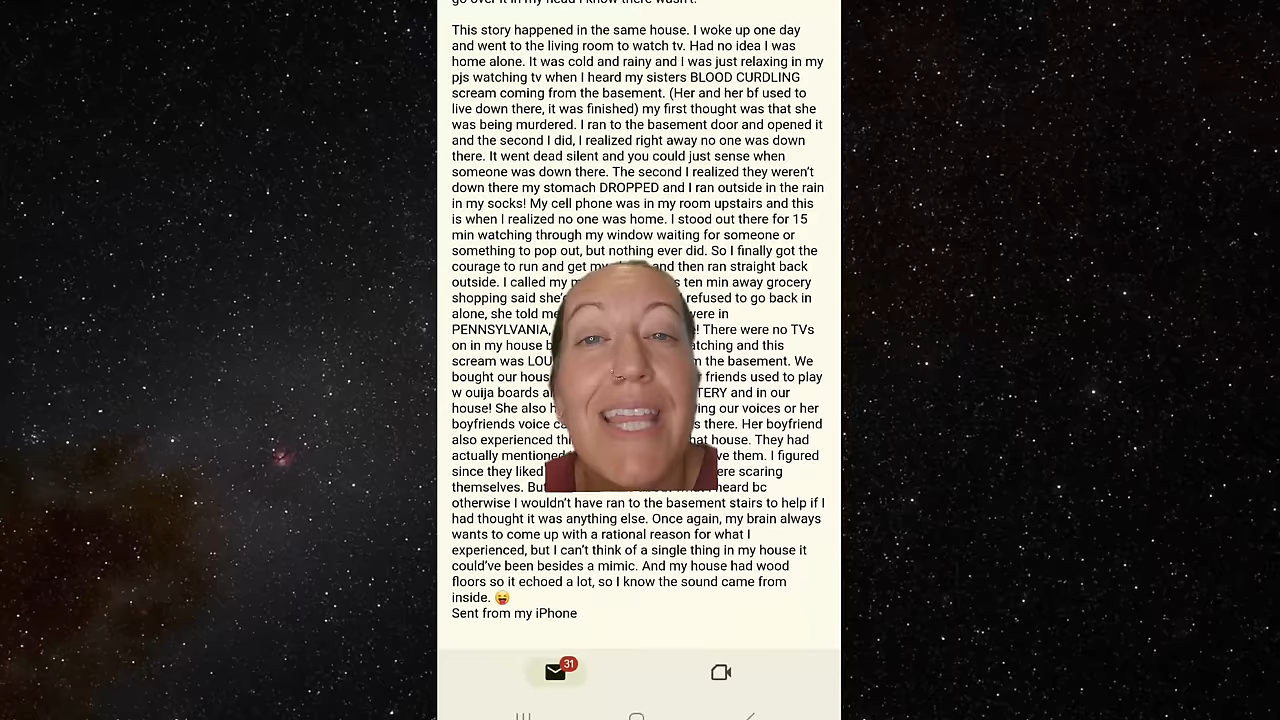 go over it in my head I know there wasn't.
This story happened in the same house. I woke up one day
and went to the living room to watch tv. Had no idea I was
home alone. It was cold and rainy and I was just relaxing in my
pjs watching tv when I heard my sisters BLOOD CURDLING
scream coming from the basement. (Her and her bf used to
live down there, it was finished) my first thought was that she
was being murdered. I ran to the basement door and opened it
and the second I did, I realized right away no one was down
there. It went dead silent and you could just sense when
someone was down there. The second I realized they weren't
down there my stomach DROPPED and I ran outside in the rain
in my socks! My cell phone was in my room upstairs and this
is when I realized no one was home. I stood out there for 15
min watching through my window waiting for someone or
something to pop out, but nothing ever did. So I finally got the
courage to run and get my and then ran straight back
outside. I called my ten min away grocery
shopping said refused to go back in
alone, she told me were in
PENNSYLVANIA, There were no TVs
on in my house and this
scream was the basement. We
bought our friends used to play
w ouija boards and in our
house! She also our voices or her
boyfriends voice there. Her boyfriend
also experienced house. They had
actually mentioned them. I figured
since they liked scaring
themselves. But heard bc
otherwise I wouldn't have ran to the basement stairs to help if I
had thought it was anything else. Once again, my brain always
wants to come up with a rational reason for what I
experienced, but I can't think of a single thing in my house it
could've been besides a mimic. And my house had wood
floors so it echoed a lot, so I know the sound came from
inside. 😝
Sent from my iPhone
31